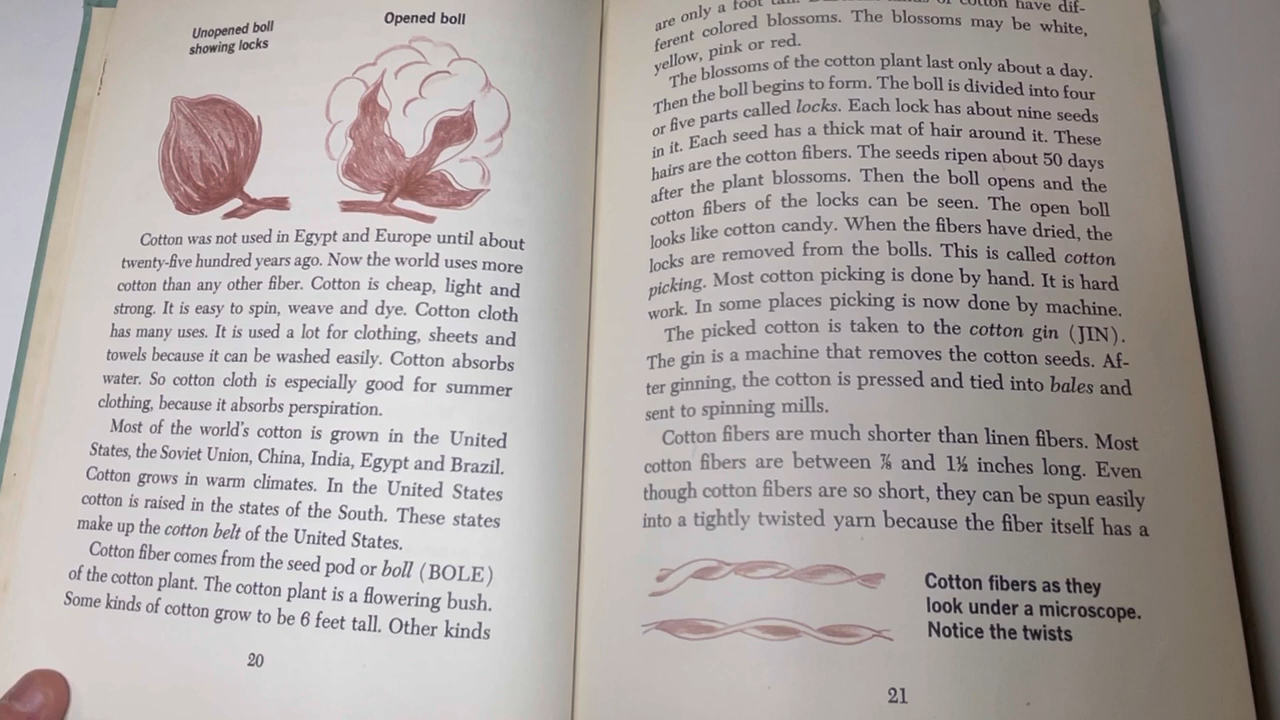 Unopened boll
showing locks
Opened boll
Cotton was not used in Egypt and Europe until about
twenty-five hundred years ago. Now the world uses more
cotton than any other fiber. Cotton is cheap, light and
strong. It is easy to spin, weave and dye. Cotton cloth
has many uses. It is used a lot for clothing, sheets and
towels because it can be washed easily. Cotton absorbs
water. So cotton cloth is especially good for summer
clothing, because it absorbs perspiration.
Most of the world's cotton is grown in the United
States, the Soviet Union, China, India, Egypt and Brazil.
Cotton grows in warm climates. In the United States
cotton is raised in the states of the South. These states
make up the cotton belt of the United States.
Cotton fiber comes from the seed pod or boll (BOLE)
of the cotton plant. The cotton plant is a flowering bush.
Some kinds of cotton grow to be 6 feet tall. Other kinds
20
are only a foot tall. of cotton have dif-
ferent colored blossoms. The blossoms may be white,
yellow, pink or red.
The blossoms of the cotton plant last only about a day.
Then the boll begins to form. The boll is divided into four
or five parts called locks. Each lock has about nine seeds
in it. Each seed has a thick mat of hair around it. These
hairs are the cotton fibers. The seeds ripen about 50 days
after the plant blossoms. Then the boll opens and the
cotton fibers of the locks can be seen. The open boll
looks like cotton candy. When the fibers have dried, the
locks are removed from the bolls. This is called cotton
picking. Most cotton picking is done by hand. It is hard
work. In some places picking is now done by machine.
The picked cotton is taken to the cotton gin (JIN).
The gin is a machine that removes the cotton seeds. Af-
ter ginning, the cotton is pressed and tied into bales and
sent to spinning mills.
Cotton fibers are much shorter than linen fibers. Most
cotton fibers are between ⅞ and 1½ inches long. Even
though cotton fibers are so short, they can be spun easily
into a tightly twisted yarn because the fiber itself has a
Cotton fibers as they
look under a microscope.
Notice the twists
21